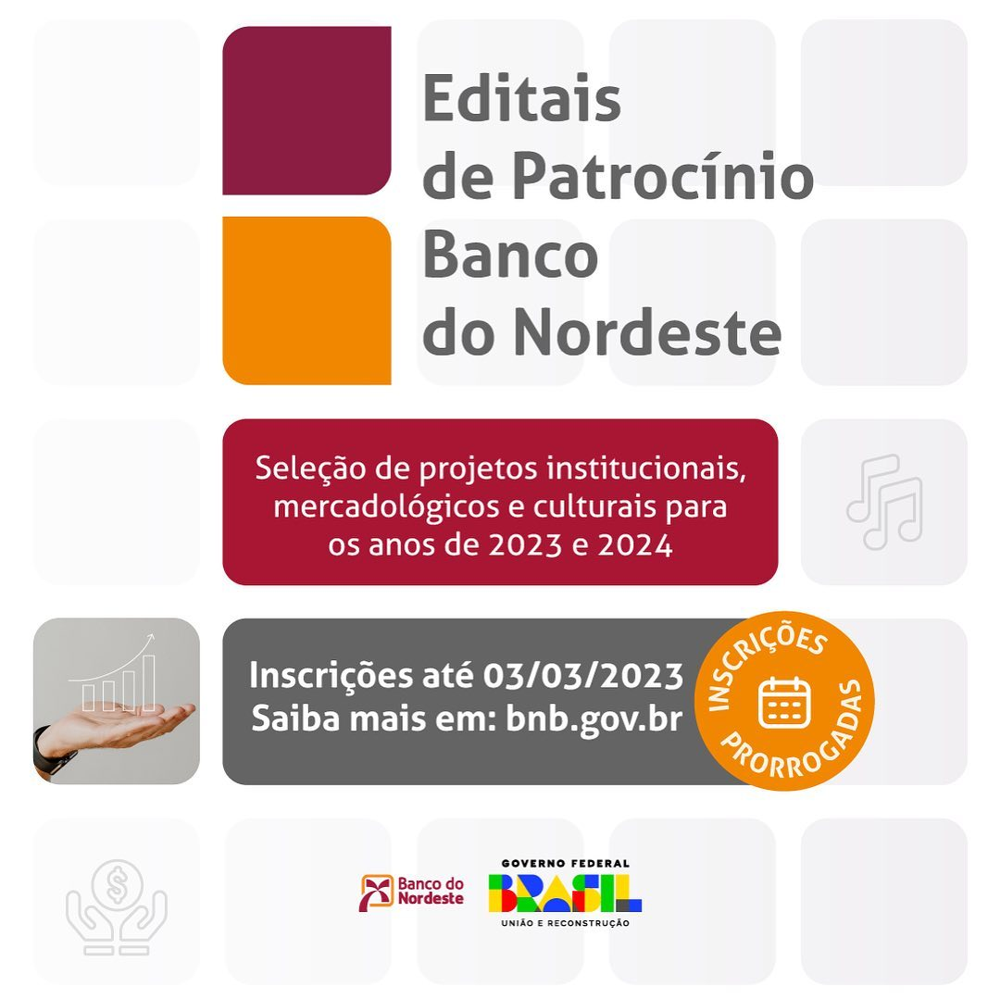 Editais
de Patrocínio
Banco
do Nordeste
Seleção de projetos institucionais,
mercadológicos e culturais para
os anos de 2023 e 2024
Inscrições até 03/03/2023
Saiba mais em: bnb.gov.br
INSCRIÇÕES
PRORROGADAS
$
Banco do
Nordeste
GOVERNO FEDERAL
BRASIL
UNIÃO E RECONSTRUÇÃO